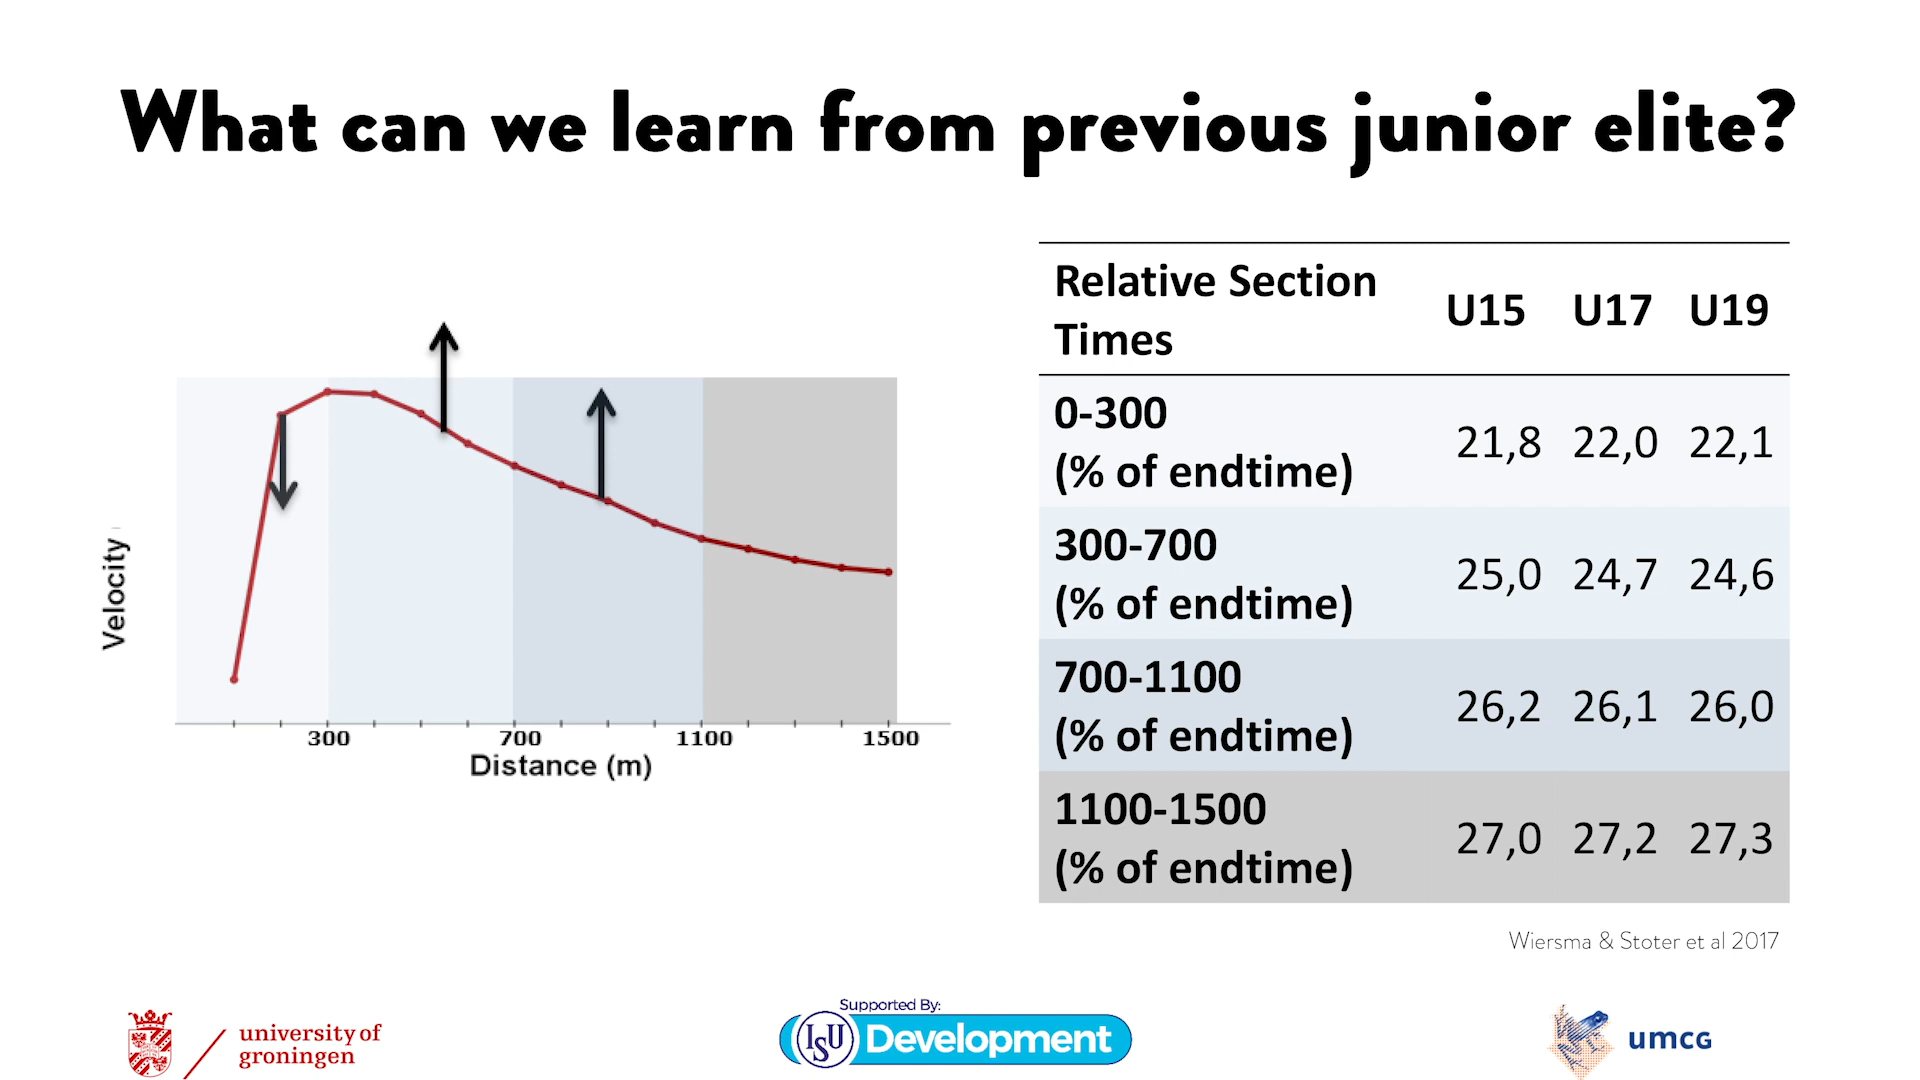 What can we learn from previous junior elite?
Velocity
300 700 1100 1500
Distance (m)
Relative Section
Times
U15 U17 U19
0-300
(% of endtime)
21,8 22,0 22,1
300-700
(% of endtime)
25,0 24,7 24,6
700-1100
(% of endtime)
26,2 26,1 26,0
1100-1500
(% of endtime)
27,0 27,2 27,3
Wiersma & Stoter et al 2017
university of
groningen
Supported By:
ISU
Development
umcg